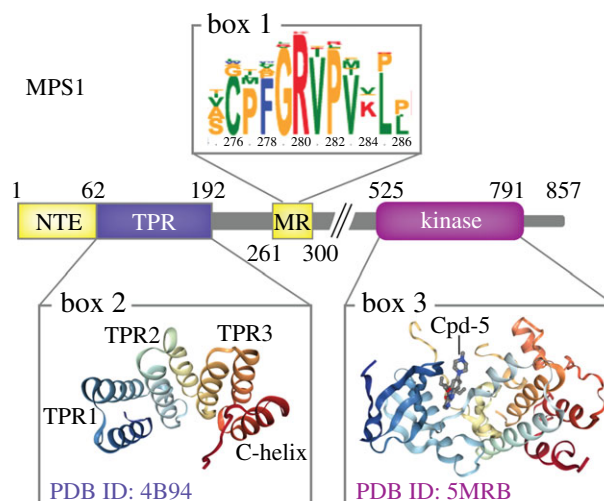 box 1
MPS1
276 278 280 282 284 286
1 62 192 525 791 857
NTE TPR MR kinase
261 300
box 2
TPR1
TPR2
TPR3
C-helix
PDB ID: 4B94
box 3
Cpd-5
PDB ID: 5MRB